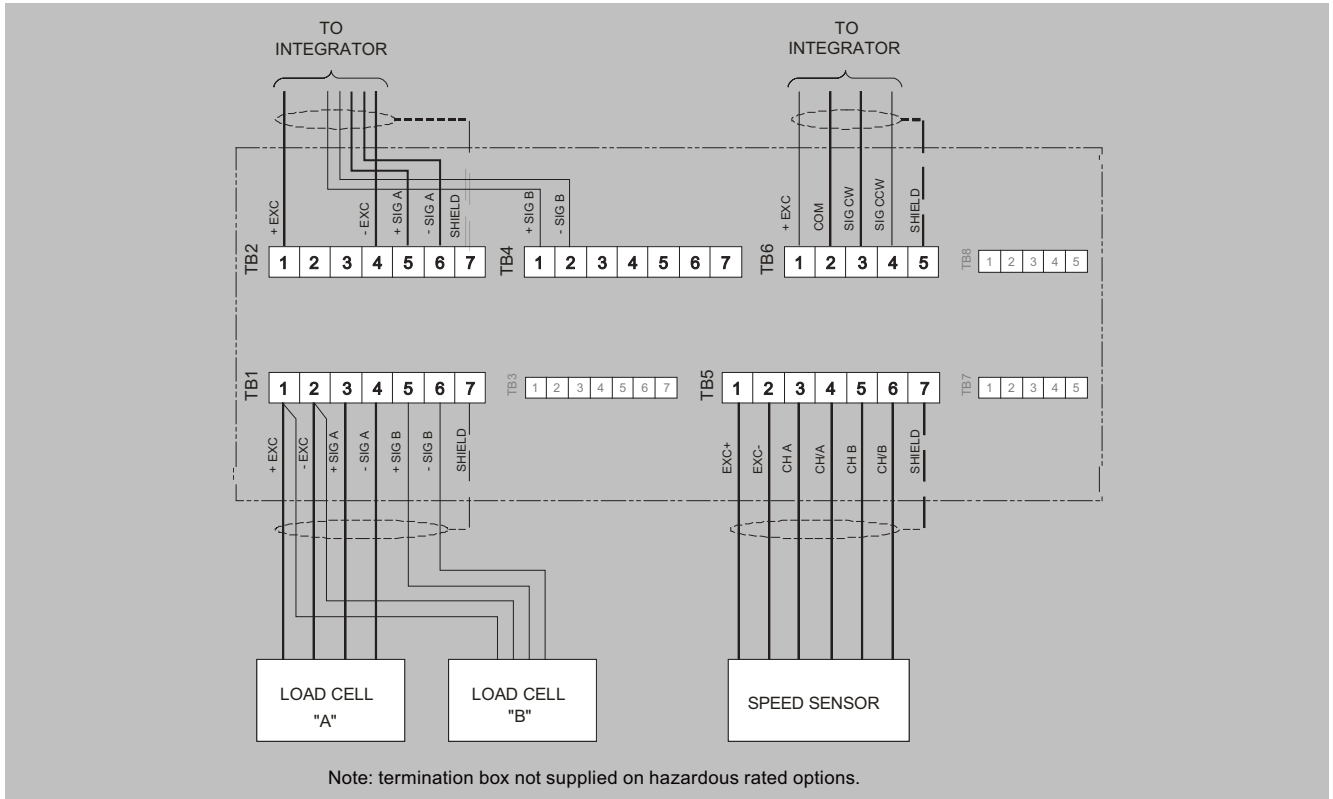 TO
INTEGRATOR
TO
INTEGRATOR
+ EXC
- EXC
+ SIG A
- SIG A
SHIELD
+ SIG B
- SIG B
+ EXC
COM
SIG CW
SIG CCW
SHIELD
TB2
1 2 3 4 5 6 7
TB4
1 2 3 4 5 6 7
TB6
1 2 3 4 5
TB8
1 2 3 4 5
TB1
1 2 3 4 5 6 7
TB3
1 2 3 4 5 6 7
TB5
1 2 3 4 5 6 7
TB7
1 2 3 4 5
+ EXC
- EXC
+ SIG A
- SIG A
+ SIG B
- SIG B
SHIELD
EXC+
EXC-
CH A
CH/A
CH B
CH/B
SHIELD
LOAD CELL
"A"
LOAD CELL
"B"
SPEED SENSOR
Note: termination box not supplied on hazardous rated options.